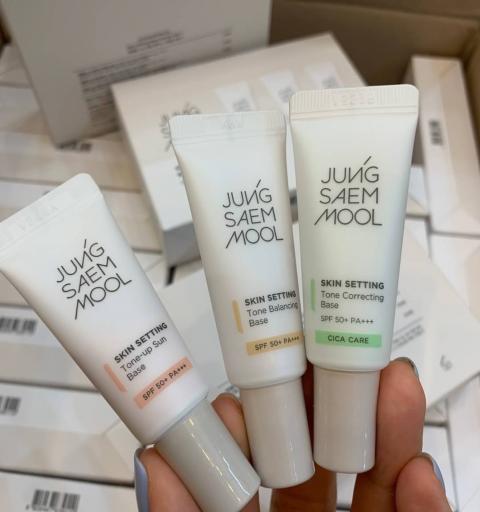 JUNG
SAEM
MOOL
SKIN SETTING
Tone-up Sun
Base
SPF 50+ PA+++
JUNG
SAEM
MOOL
SKIN SETTING
Tone Balancing
Base
SPF 50+ PA+++
JUNG
SAEM
MOOL
SKIN SETTING
Tone Correcting
Base
SPF 50+ PA+++
CICA CARE